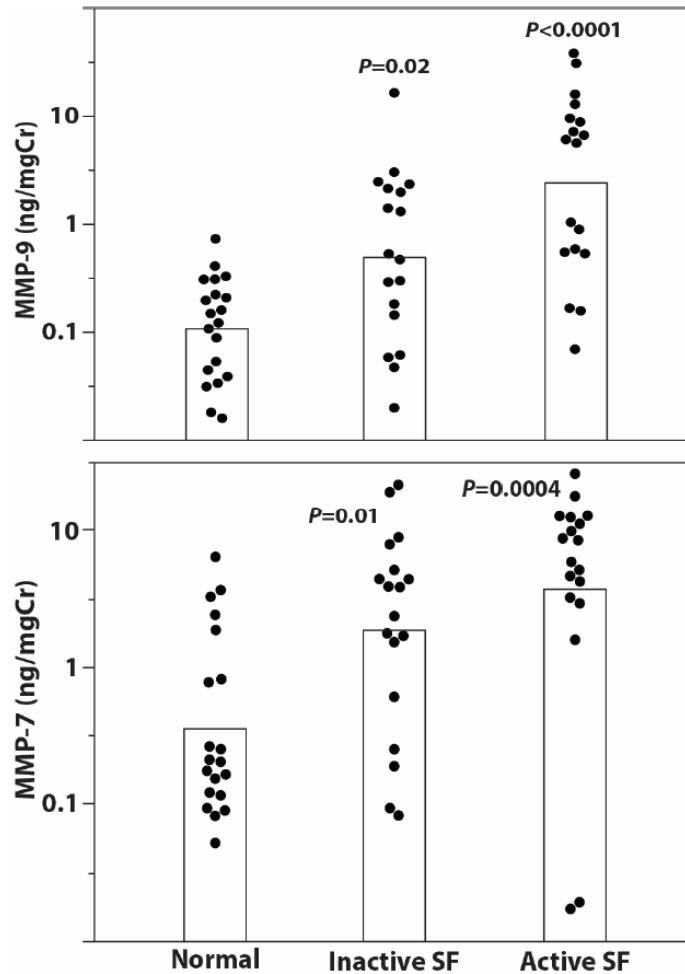 P<0.0001
P=0.02
10
1
0.1
MMP-9 (ng/mgCr)
P=0.0004
P=0.01
10
1
0.1
MMP-7 (ng/mgCr)
Normal Inactive SF Active SF